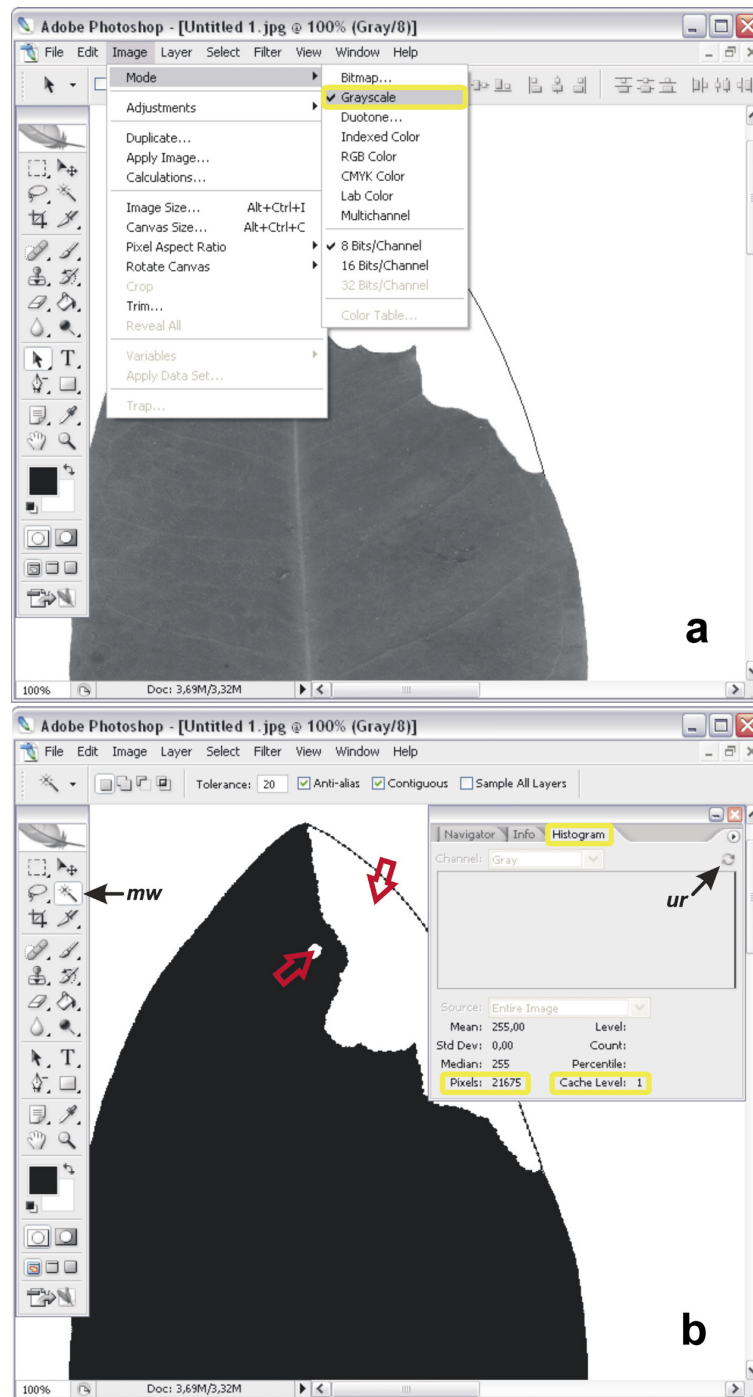 Adobe Photoshop - [Untitled 1.jpg @ 100% (Gray/8)]
File Edit Image Layer Select Filter View Window Help
Mode
Adjustments
Duplicate...
Apply Image...
Calculations...
Image Size... Alt+Ctrl+I
Canvas Size... Alt+Ctrl+C
Pixel Aspect Ratio
Rotate Canvas
Crop
Trim...
Reveal All
Variables
Apply Data Set...
Trap...
Bitmap...
Grayscale
Duotone...
Indexed Color
RGB Color
CMYK Color
Lab Color
Multichannel
8 Bits/Channel
16 Bits/Channel
32 Bits/Channel
Color Table...
a
100% Doc: 3,69M/3,32M
Adobe Photoshop - [Untitled 1.jpg @ 100% (Gray/8)]
File Edit Image Layer Select Filter View Window Help
Tolerance: 20 Anti-alias Contiguous Sample All Layers
Navigator Info Histogram
Channel: Gray
mw
ur
Source: Entire Image
Mean: 255,00 Level:
Std Dev: 0,00 Count:
Median: 255 Percentile:
Pixels: 21675 Cache Level: 1
b
100% Doc: 3,69M/3,32M